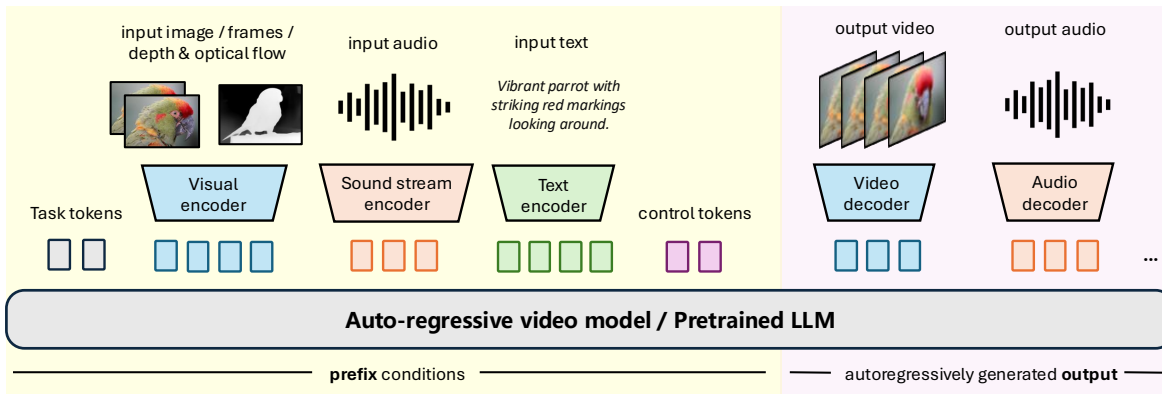 input image / frames /
depth & optical flow
input audio
input text
output video
output audio
Vibrant parrot with
striking red markings
looking around.
Visual
encoder
Sound stream
encoder
Text
encoder
Video
decoder
Audio
decoder
Task tokens
control tokens
...
Auto-regressive video model / Pretrained LLM
prefix conditions
autoregressively generated output